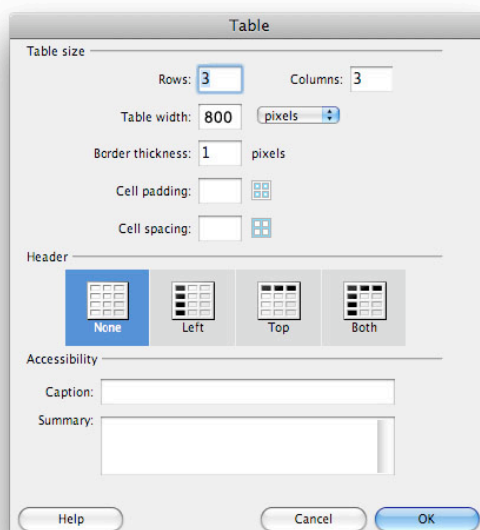 Table
Table size
Rows: 3 Columns: 3
Table width: 800 pixels
Border thickness: 1 pixels
Cell padding:
Cell spacing:
Header
None Left Top Both
Accessibility
Caption:
Summary:
Help Cancel OK